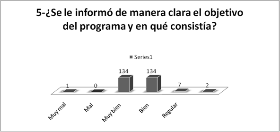 5-¿Se le informó de manera clara el objetivo
del programa y en qué consistía?
Series1
1 0 134 134 7 2
Muy mal Mal Muy bien Bien Regular